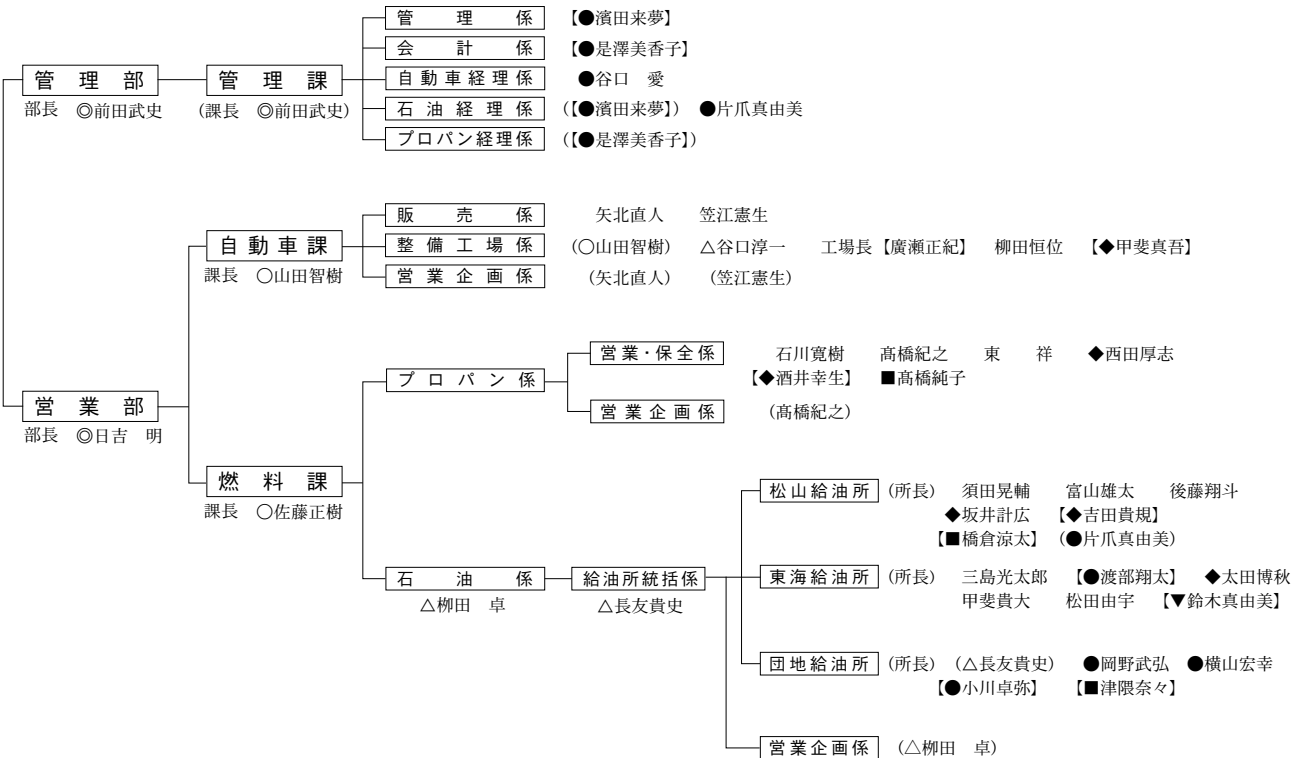 管理係 【●濱田来夢】
会計係 【●是澤美香子】
管理部 管理課 自動車経理係 ●谷口 愛
部長 ◎前田武史 (課長 ◎前田武史) 石油経理係 (【●濱田来夢】) ●片爪真由美
プロパン経理係 (【●是澤美香子】)
販売係 矢北直人 笠江憲生
自動車課 整備工場係 (○山田智樹) △谷口淳一 工場長【廣瀬正紀】 柳田恒位 【◆甲斐真吾】
課長 ○山田智樹 営業企画係 (矢北直人) (笠江憲生)
営業・保全係 石川寛樹 髙橋紀之 東 祥 ◆西田厚志
プロパン係 【◆酒井幸生】 ■髙橋純子
営業部 営業企画係 (髙橋紀之)
部長 ◎日吉 明
燃料課 松山給油所 (所長) 須田晃輔 富山雄太 後藤翔斗
課長 ○佐藤正樹 ◆坂井計広 【◆吉田貴規】
【■橋倉涼太】 (●片爪真由美)
石油係 給油所統括係 東海給油所 (所長) 三島光太郎 【●渡部翔太】 ◆太田博秋
△栁田 卓 △長友貴史 甲斐貴大 松田由宇 【▼鈴木真由美】
団地給油所 (所長) (△長友貴史) ●岡野武弘 ●横山宏幸
【●小川卓弥】 【■津隈奈々】
営業企画係 (△栁田 卓)